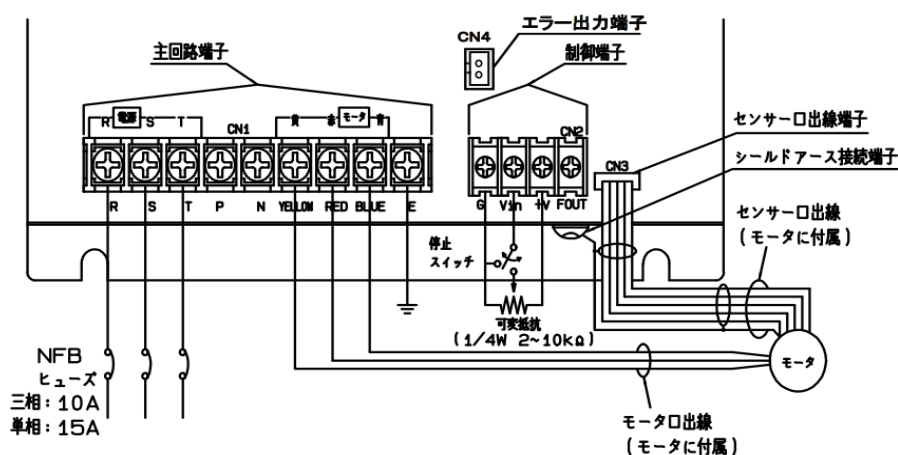 エラー出力端子
CN4
主回路端子
制御端子
R 電源 S T CN1 黄 赤 モータ 青
CN2
センサー口出線端子
シールドアース接続端子
CN3
R S T P N YELLOW RED BLUE E
G Vin +V FOUT
センサー口出線
(モータに付属)
停止
スイッチ
可変抵抗
(1/4W 2~10kΩ)
NFB
ヒューズ
三相:10A
単相:15A
モータ
モータ口出線
(モータに付属)